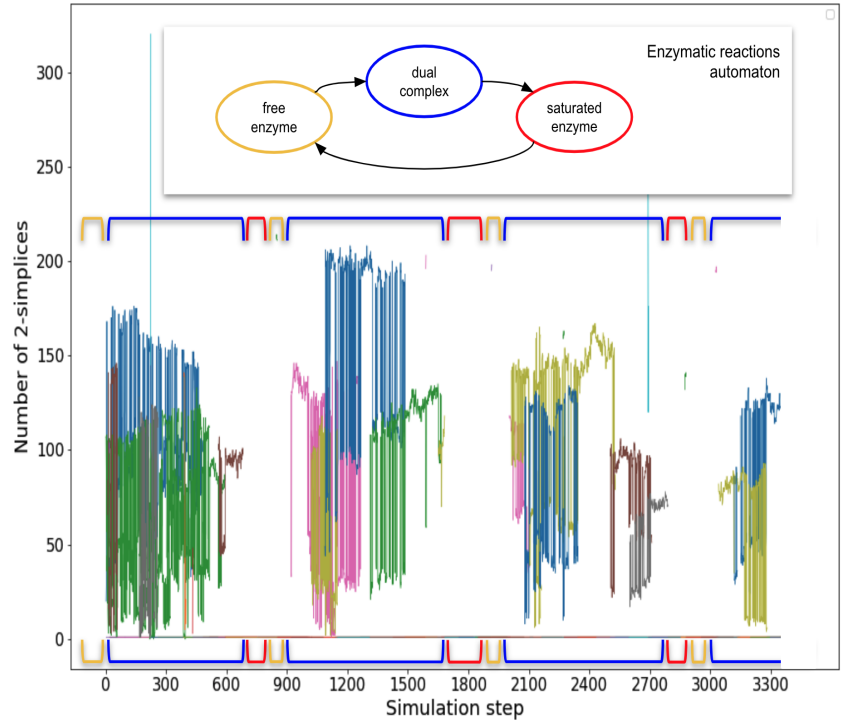 Enzymatic reactions
automaton
dual
complex
free
enzyme
saturated
enzyme
Number of 2-simplices
300
250
200
150
100
50
0
0 300 600 900 1200 1500 1800 2100 2400 2700 3000 3300
Simulation step